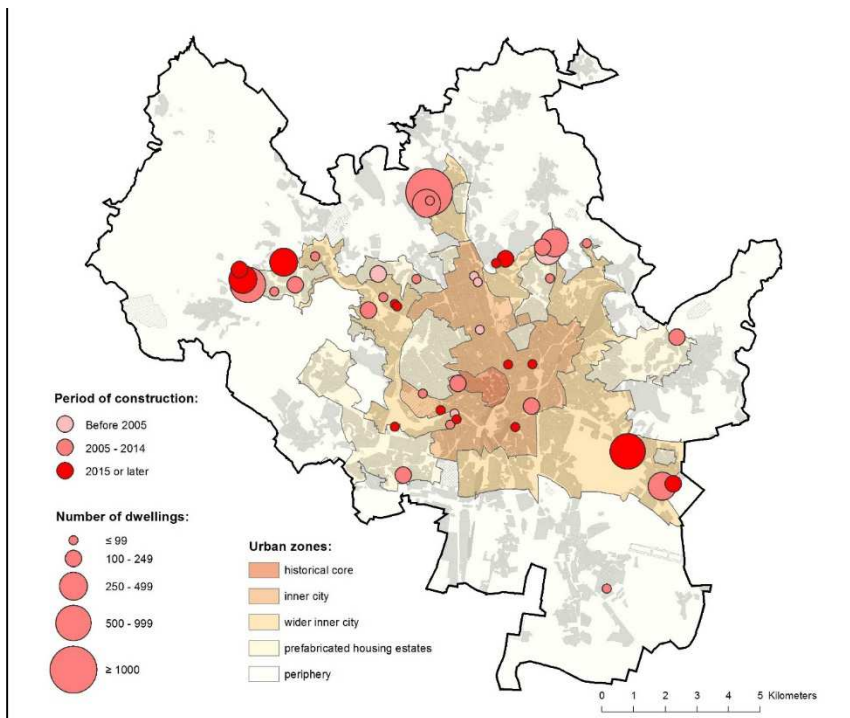 Period of construction:
Before 2005
2005 - 2014
2015 or later
Number of dwellings:
≤ 99
100 - 249
250 - 499
500 - 999
≥ 1000
Urban zones:
historical core
inner city
wider inner city
prefabricated housing estates
periphery
0 1 2 3 4 5 Kilometers